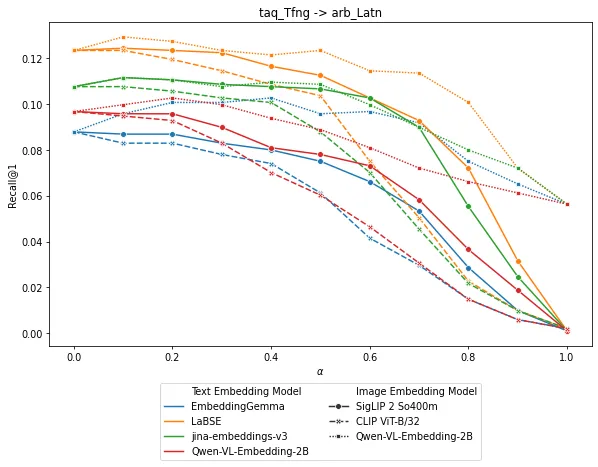 taq_Tfng -> arb_Latn
Recall@1
0.12
0.10
0.08
0.06
0.04
0.02
0.00
0.0 0.2 0.4 0.6 0.8 1.0
α
Text Embedding Model Image Embedding Model
EmbeddingGemma SigLIP 2 So400m
LaBSE CLIP ViT-B/32
jina-embeddings-v3 Qwen-VL-Embedding-2B
Qwen-VL-Embedding-2B